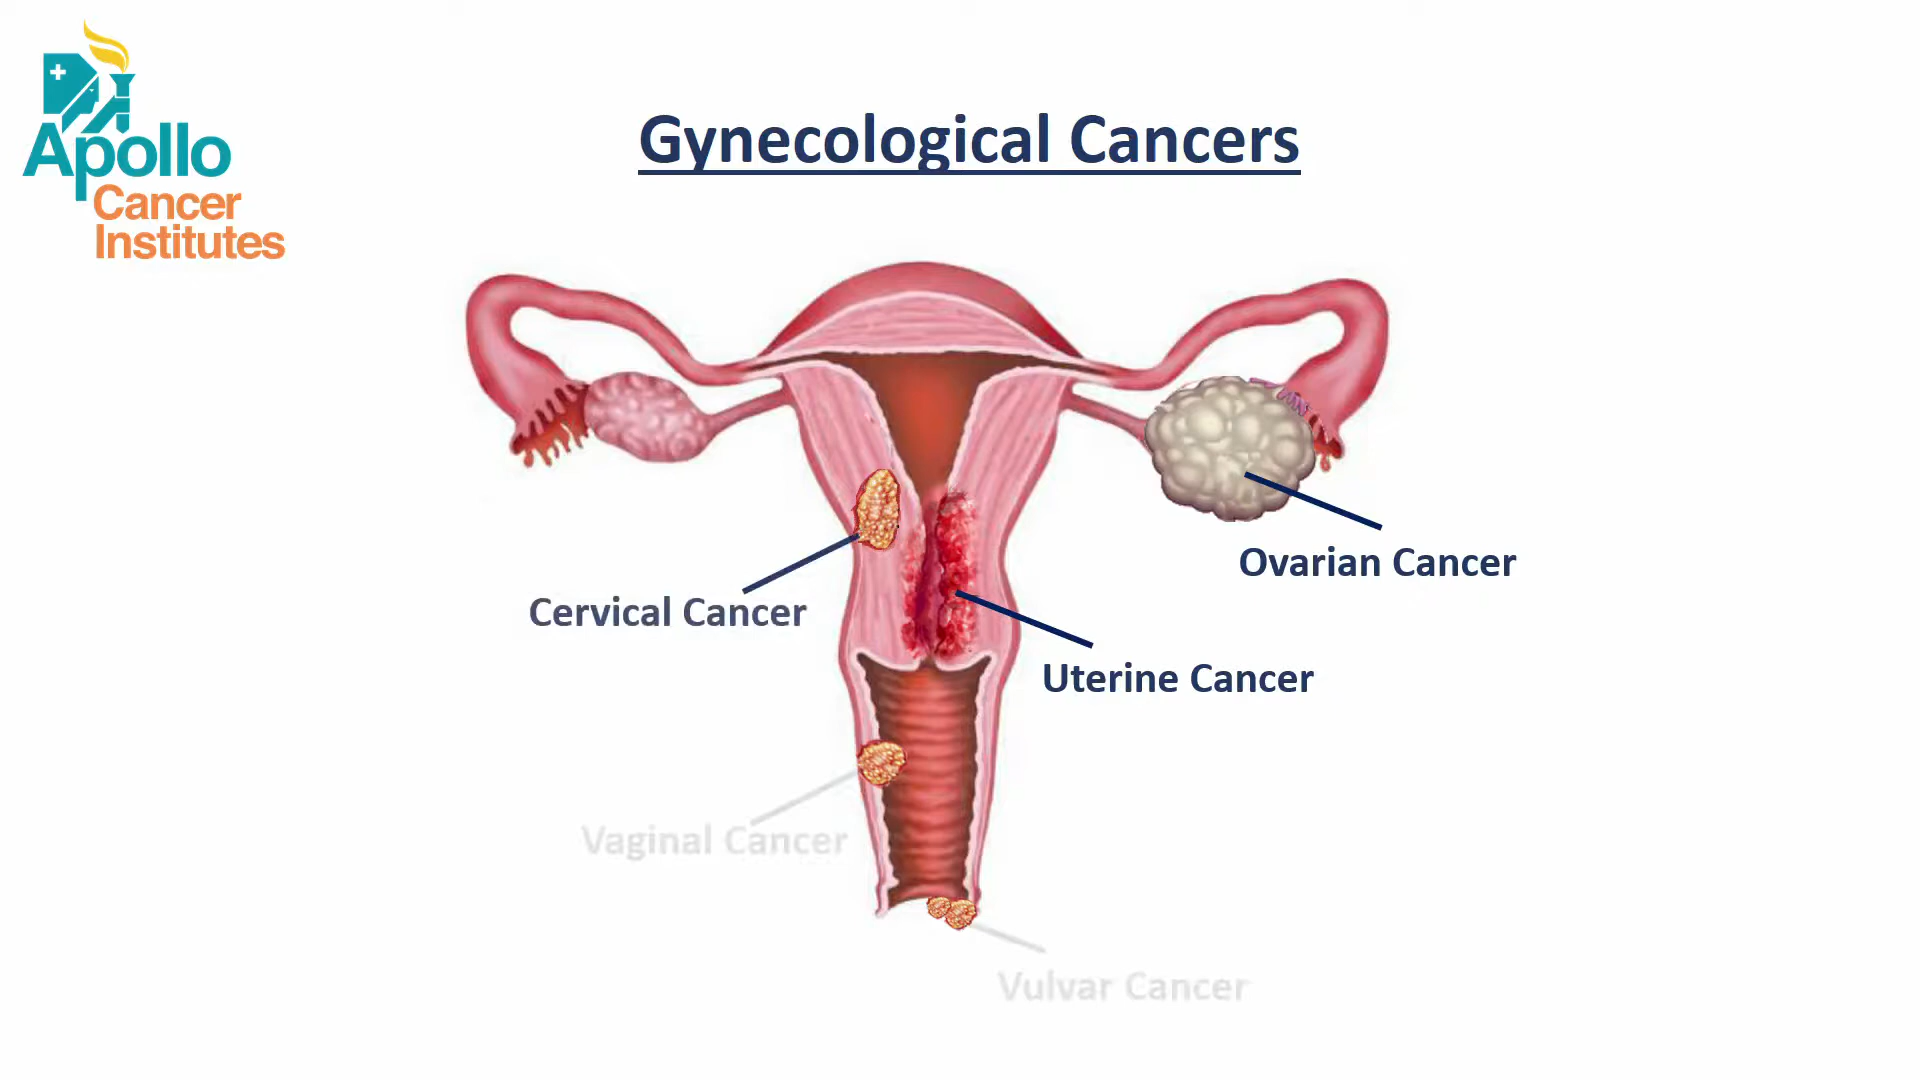 Apollo
Cancer
Institutes
Gynecological Cancers
Ovarian Cancer
Cervical Cancer
Uterine Cancer
Vaginal Cancer
Vulvar Cancer